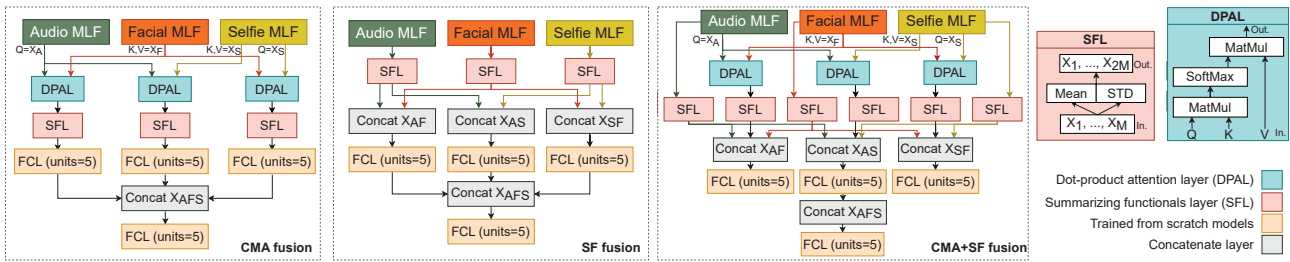 Audio MLF Facial MLF Selfie MLF
Q=XA K,V=XF K,V=XS Q=XS
DPAL DPAL DPAL
SFL SFL SFL
FCL (units=5) FCL (units=5) FCL (units=5)
Concat XAFS
FCL (units=5)
CMA fusion
Audio MLF Facial MLF Selfie MLF
SFL SFL SFL
Concat XAF Concat XAS Concat XSF
FCL (units=5) FCL (units=5) FCL (units=5)
Concat XAFS
FCL (units=5)
SF fusion
Audio MLF Facial MLF Selfie MLF
Q=XA K,V=XF K,V=XS Q=XS
DPAL DPAL DPAL
SFL SFL SFL SFL SFL SFL
Concat XAF Concat XAS Concat XSF
FCL (units=5) FCL (units=5) FCL (units=5)
Concat XAFS
FCL (units=5)
CMA+SF fusion
SFL
X1, ..., X2M Out.
Mean STD
X1, ..., XM In.
DPAL
Out.
MatMul
SoftMax
MatMul
Q K V In.
Dot-product attention layer (DPAL)
Summarizing functionals layer (SFL)
Trained from scratch models
Concatenate layer